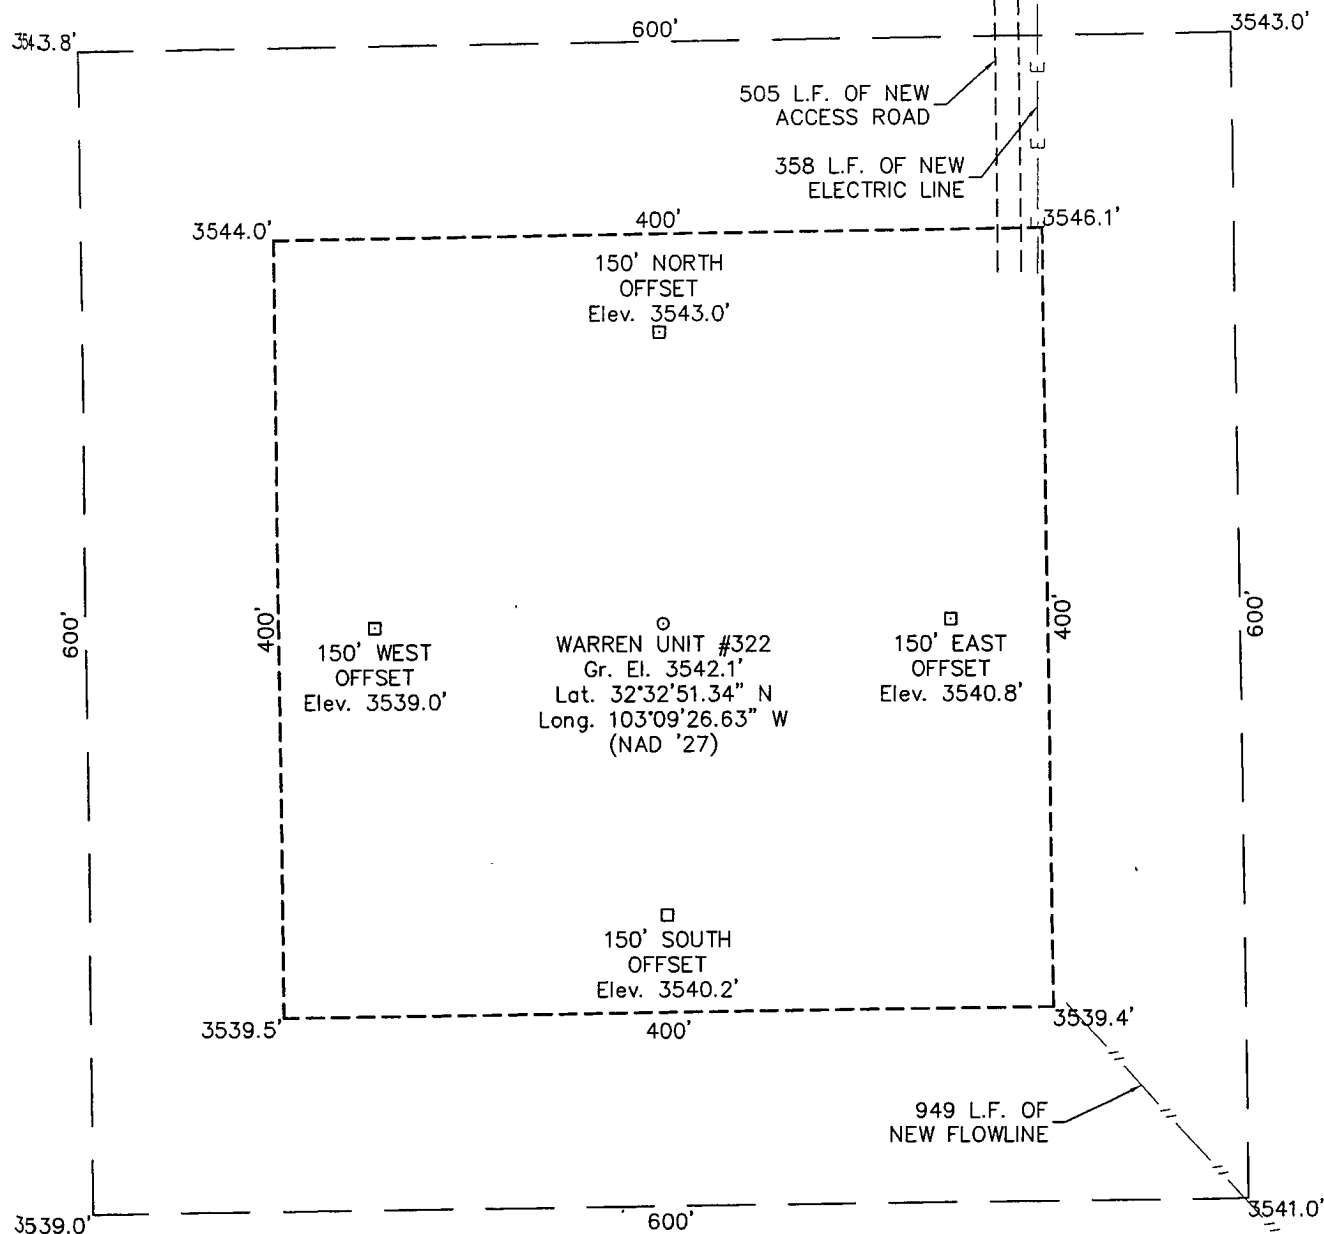 3543.8'
600'
3543.0'
505 L.F. OF NEW
ACCESS ROAD
358 L.F. OF NEW
ELECTRIC LINE
E
E
E
3544.0'
400'
3546.1'
150' NORTH
OFFSET
Elev. 3543.0'
600'
400'
150' WEST
OFFSET
Elev. 3539.0'
WARREN UNIT #322
Gr. El. 3542.1'
Lat. 32°32'51.34" N
Long. 103°09'26.63" W
(NAD '27)
150' EAST
OFFSET
Elev. 3540.8'
400'
600'
150' SOUTH
OFFSET
Elev. 3540.2'
3539.5'
400'
3539.4'
949 L.F. OF
NEW FLOWLINE
3539.0'
600'
3541.0'